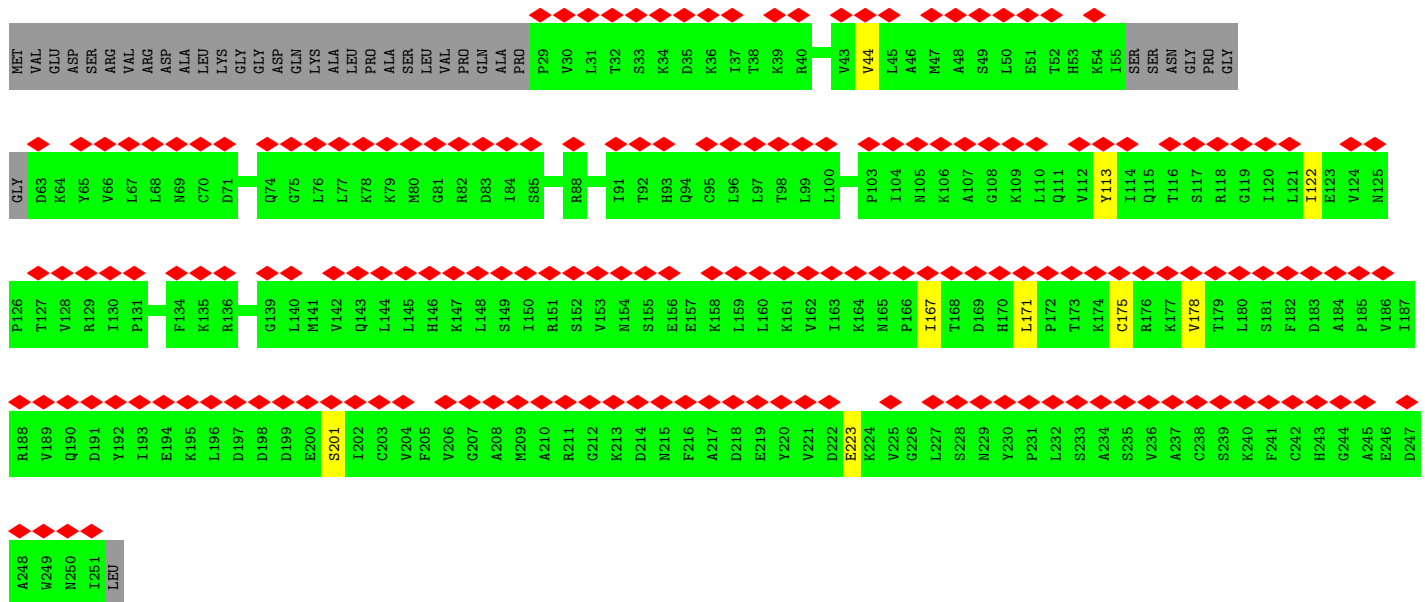 MET VAL GLU ASP SER ARG VAL ARG ASP ALA LEU LYS GLY GLY ASP GLN LYS ALA LEU PRO ALA SER LEU VAL PRO GLN ALA PRO P29 V30 L31 T32 S33 K34 D35 K36 I37 T38 K39 R40 V43 V44 L45 A46 M47 A48 S49 L50 E51 T52 H53 K54 I55 SER SER ASN GLY PRO GLY
GLY D63 K64 Y65 V66 L67 L68 N69 C70 D71 Q74 G75 L76 L77 K78 K79 M80 G81 R82 D83 I84 S85 R88 I91 T92 H93 Q94 C95 L96 L97 T98 L99 L100 P103 I104 N105 K106 A107 G108 K109 L110 Q111 V112 Y113 I114 Q115 T116 S117 R118 G119 I120 L121 I122 E123 V124 N125
P126 T127 V128 R129 I130 P131 F134 K135 R136 G139 L140 M141 V142 Q143 L144 L145 H146 K147 L148 S149 I150 R151 S152 V153 N154 S155 E156 E157 K158 L159 L160 K161 V162 I163 K164 N165 P166 I167 T168 D169 H170 L171 P172 T173 K174 C175 R176 K177 V178 T179 L180 S181 F182 D183 A184 P185 V186 I187
R188 V189 Q190 D191 Y192 I193 E194 K195 L196 D197 D198 D199 E200 S201 I202 C203 V204 F205 V206 G207 A208 M209 A210 R211 G212 K213 D214 N215 F216 A217 D218 E219 Y220 V221 D222 E223 K224 V225 G226 L227 S228 N229 Y230 P231 L232 S233 A234 S235 V236 A237 C238 S239 K240 F241 C242 H243 G244 A245 E246 D247
A248 W249 N250 I251 LEU